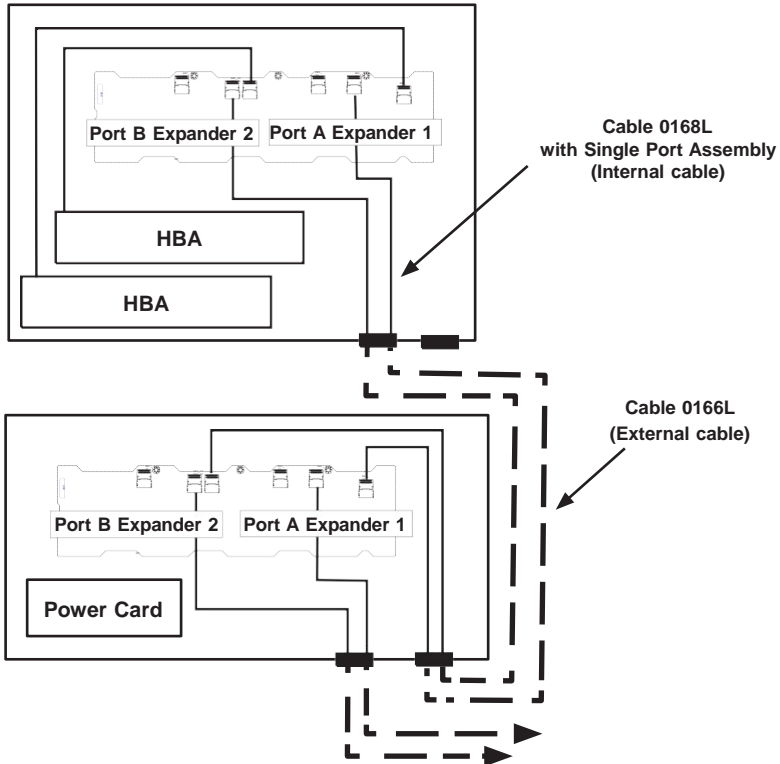 Port B Expander 2
Port A Expander 1
Cable 0168L
with Single Port Assembly
(Internal cable)
HBA
HBA
Cable 0166L
(External cable)
Port B Expander 2
Port A Expander 1
Power Card